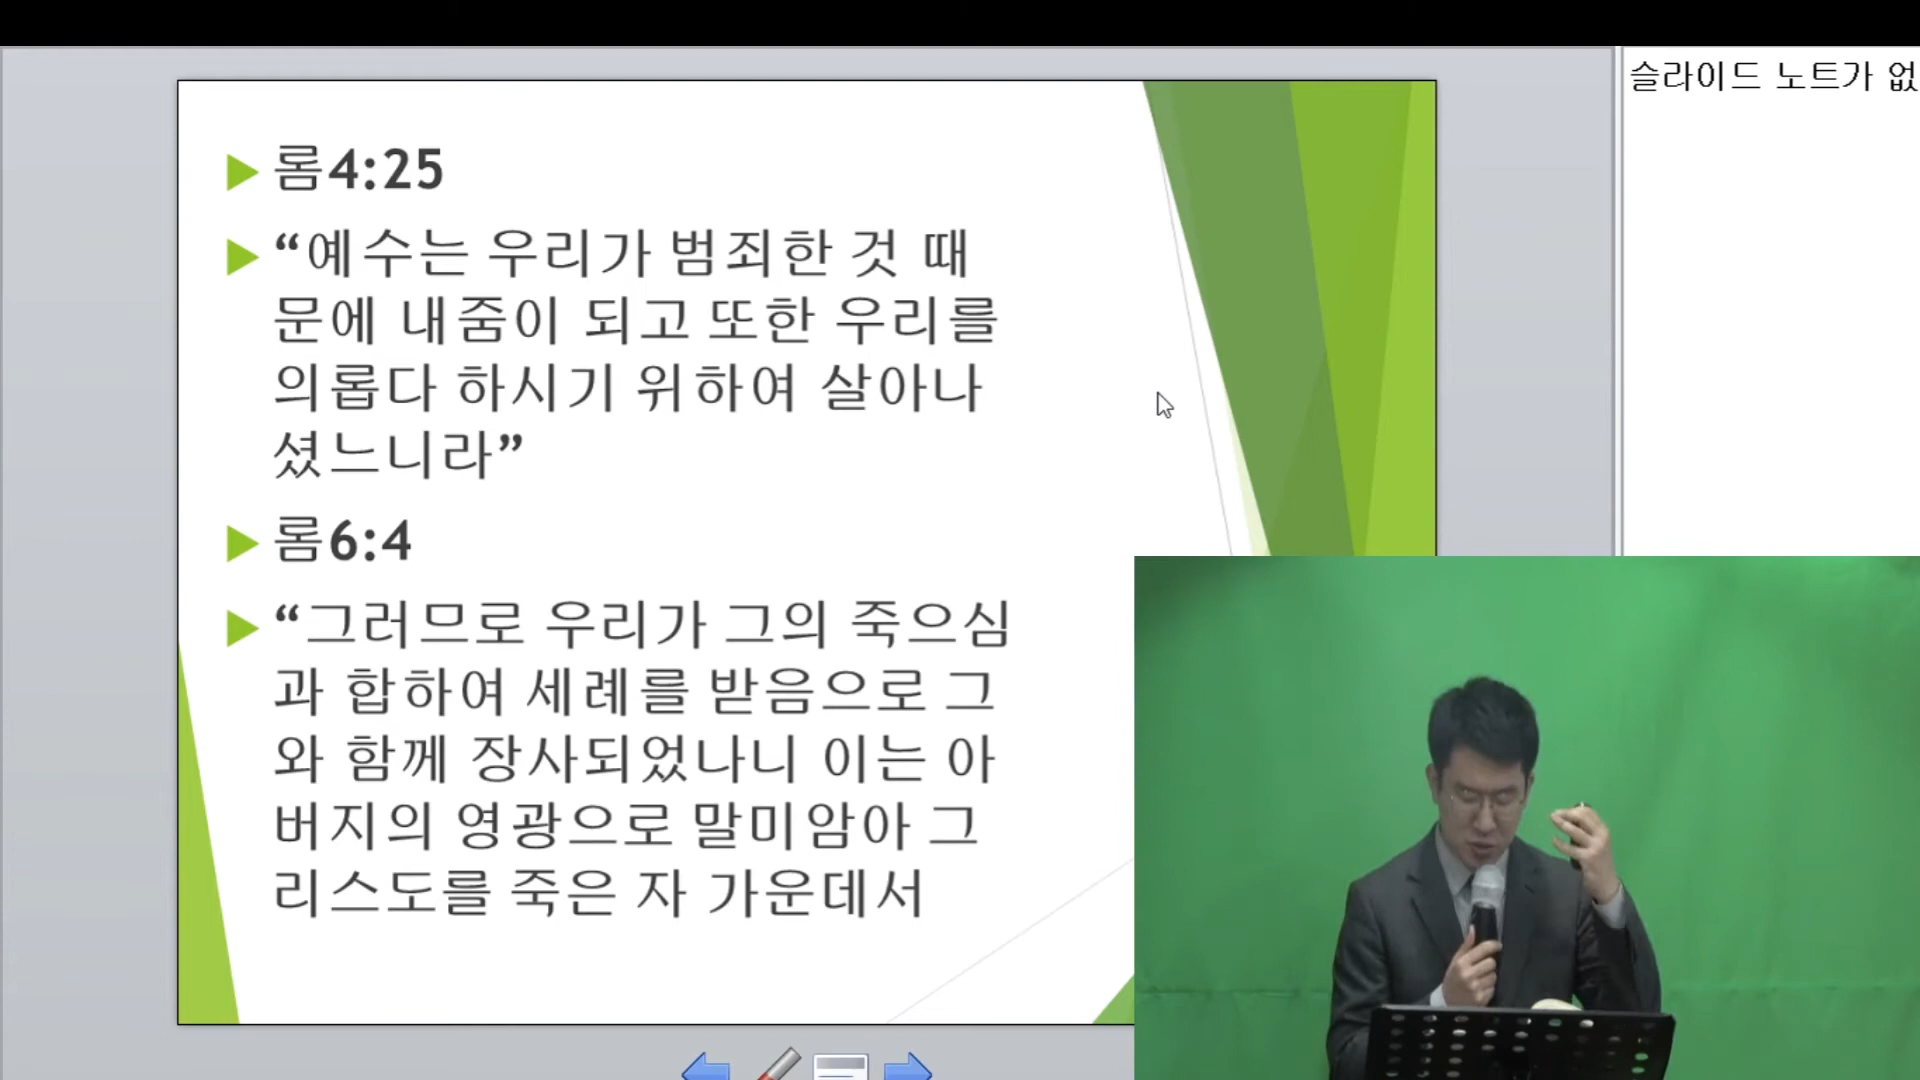 롬4:25
“예수는 우리가 범죄한 것 때
문에 내줌이 되고 또한 우리를
의롭다 하시기 위하여 살아나
셨느니라”
롬6:4
“그러므로 우리가 그의 죽으심
과 합하여 세례를 받음으로 그
와 함께 장사되었나니 이는 아
버지의 영광으로 말미암아 그
리스도를 죽은 자 가운데서
슬라이드 노트가 없